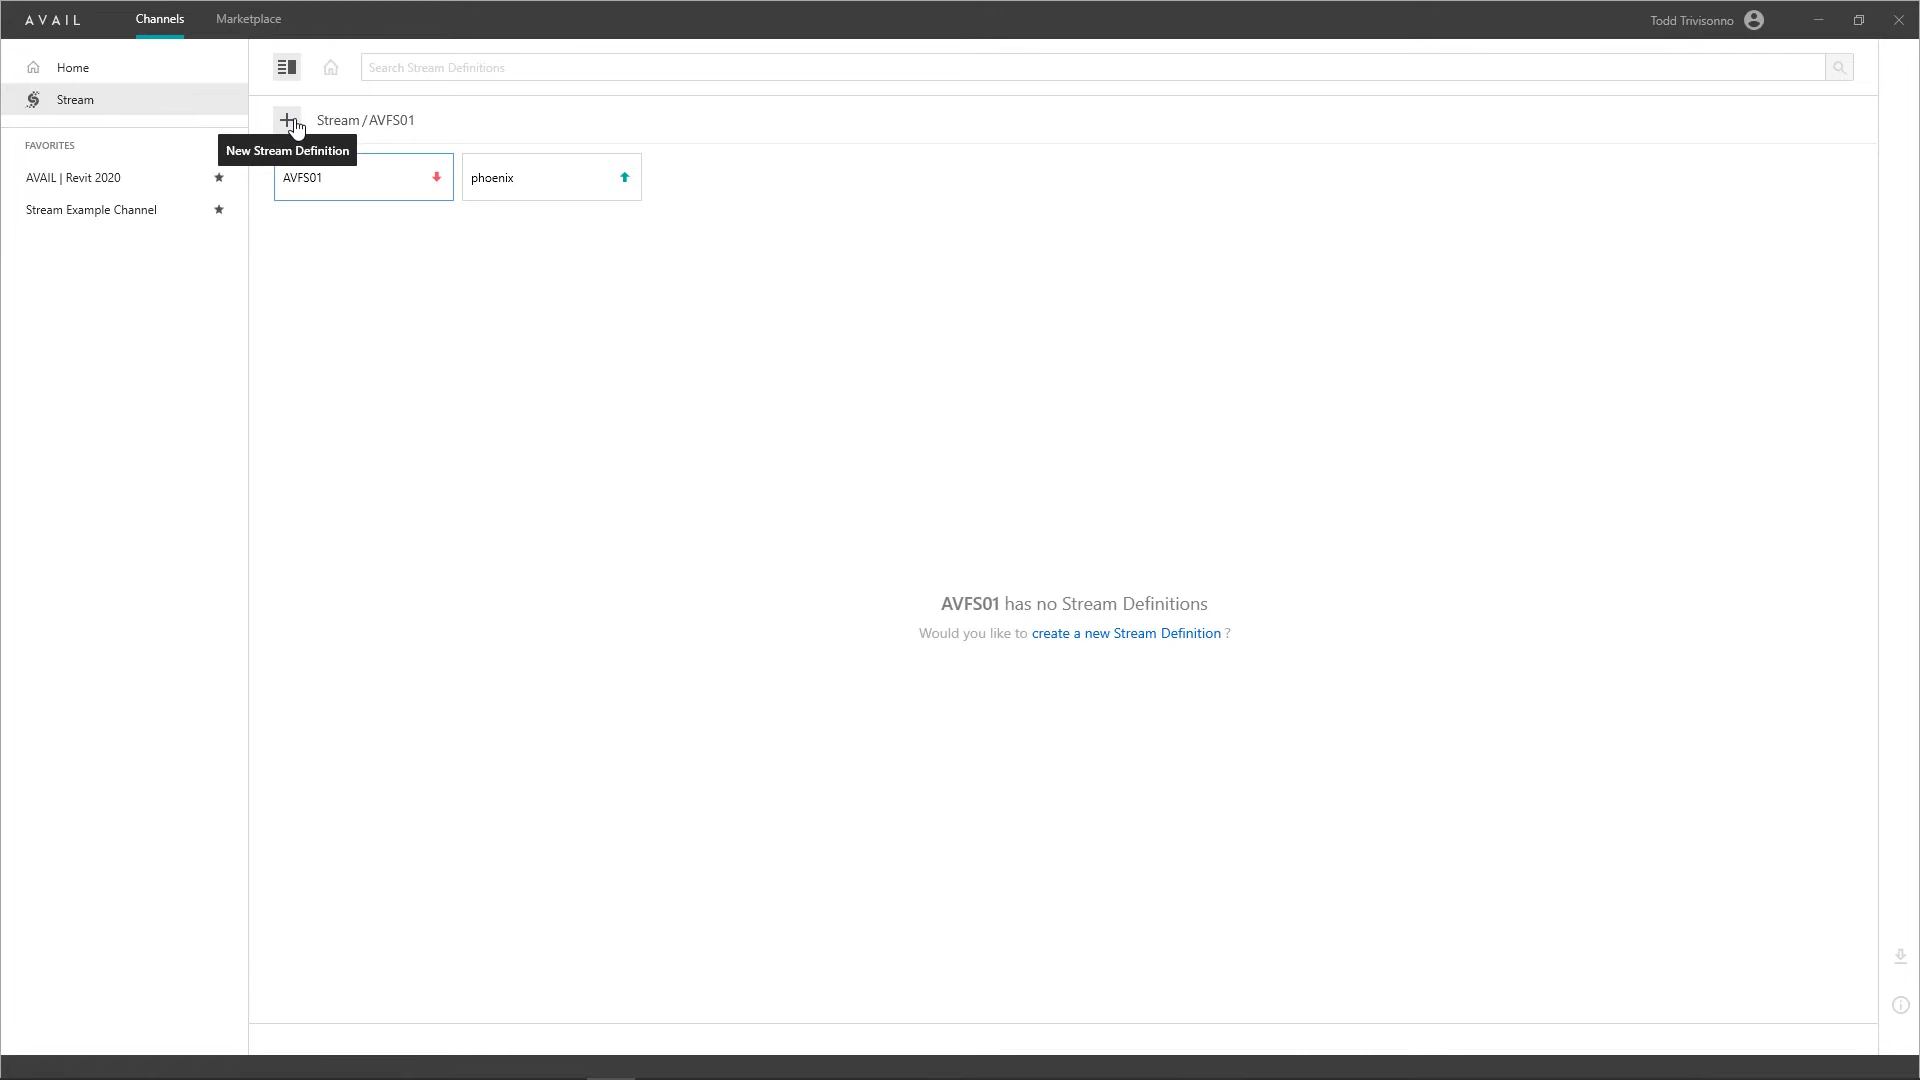 AVAIL
Channels
Marketplace
Todd Trivisonno
Home
Search Stream Definitions
Stream
Stream / AVFS01
FAVORITES
New Stream Definition
AVAIL | Revit 2020
AVFS01
phoenix
Stream Example Channel
AVFS01 has no Stream Definitions
Would you like to create a new Stream Definition ?